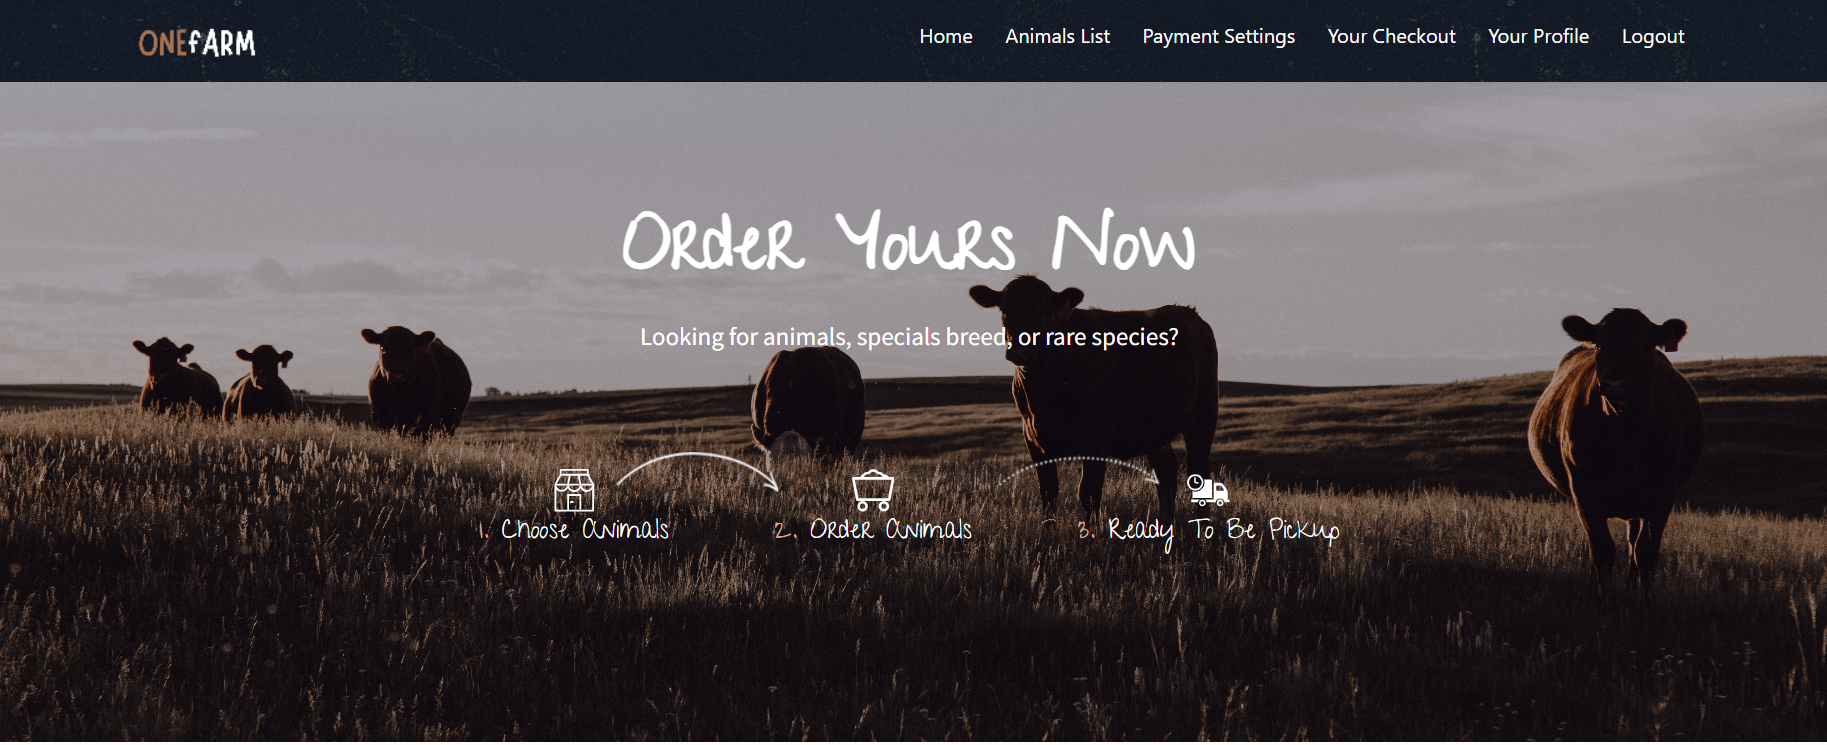 ONEfARM
Home Animals List Payment Settings Your Checkout Your Profile Logout
Order Yours Now
Looking for animals, specials breed, or rare species?
1. Choose Animals 2. Order Animals 3. Ready To Be Pickup